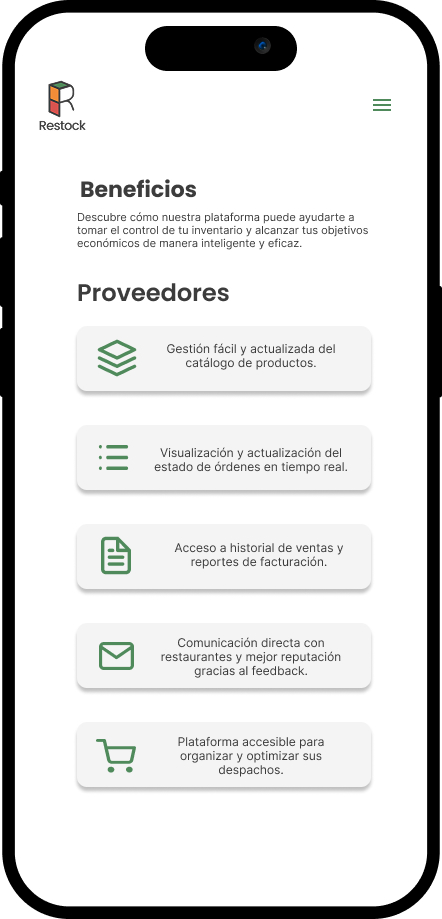 Restock
Beneficios
Descubre cómo nuestra plataforma puede ayudarte a
tomar el control de tu inventario y alcanzar tus objetivos
económicos de manera inteligente y eficaz.
Proveedores
Gestión fácil y actualizada del
catálogo de productos.
Visualización y actualización del
estado de órdenes en tiempo real.
Acceso a historial de ventas y
reportes de facturación.
Comunicación directa con
restaurantes y mejor reputación
gracias al feedback.
Plataforma accesible para
organizar y optimizar sus
despachos.